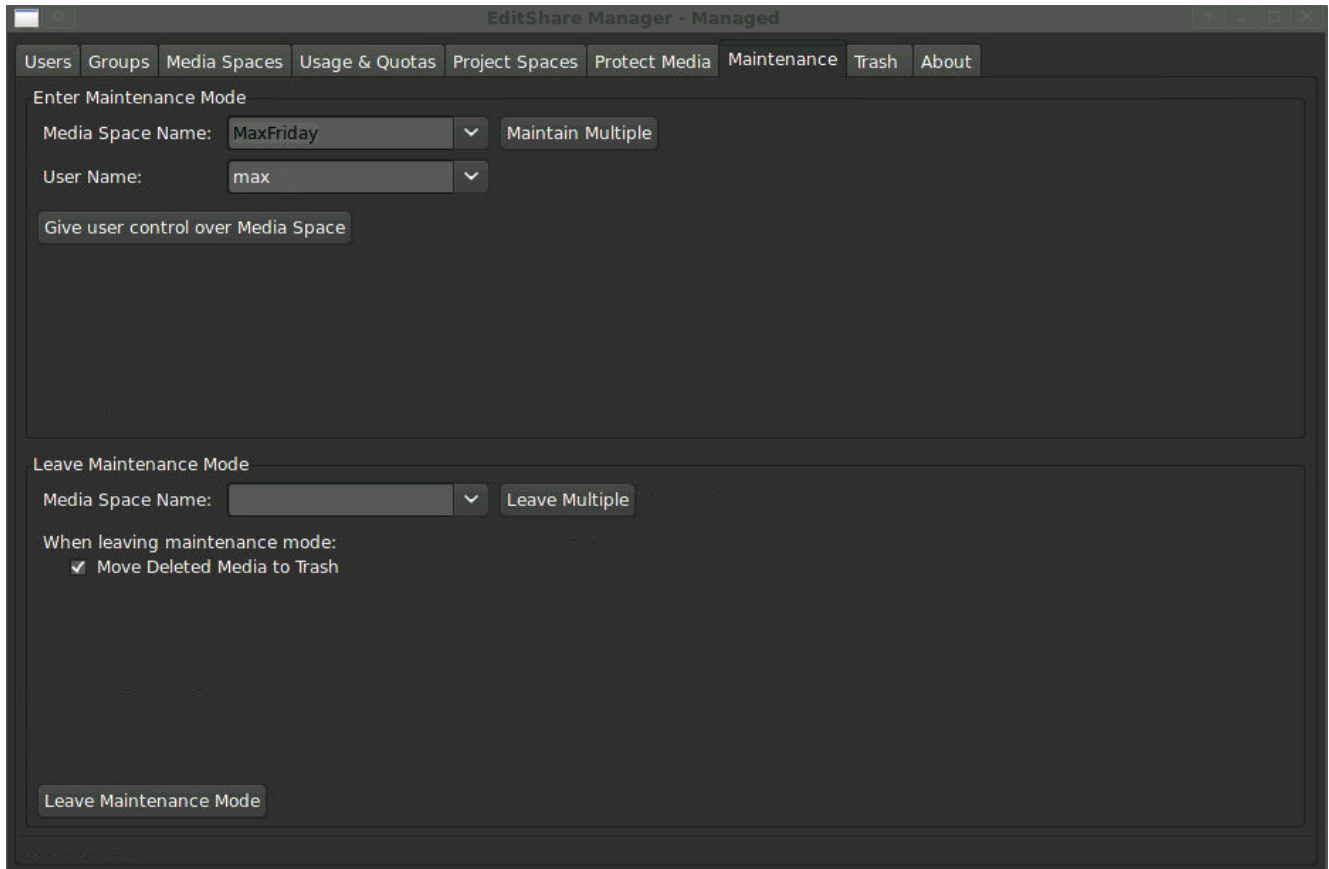 EditShare Manager - Managed
Users Groups Media Spaces Usage & Quotas Project Spaces Protect Media Maintenance Trash About
Enter Maintenance Mode
Media Space Name: MaxFriday Maintain Multiple
User Name: max
Give user control over Media Space
Leave Maintenance Mode
Media Space Name: Leave Multiple
When leaving maintenance mode:
Move Deleted Media to Trash
Leave Maintenance Mode